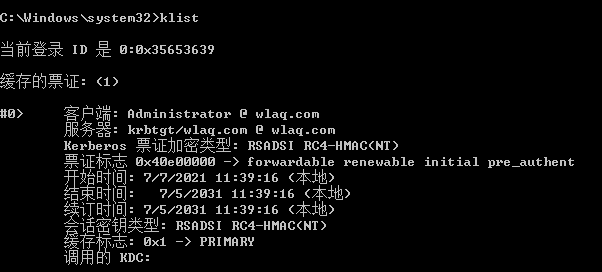 C:\Windows\system32>klist
当前登录 ID 是 0:0x35653639
缓存的票证: (1)
#0> 客户端: Administrator @ wlaq.com
服务器: krbtgt/wlaq.com @ wlaq.com
Kerberos 票证加密类型: RSADSI RC4-HMAC(NT)
票证标志 0x40e00000 -> forwardable renewable initial pre_authent
开始时间: 7/7/2021 11:39:16 (本地)
结束时间: 7/5/2031 11:39:16 (本地)
续订时间: 7/5/2031 11:39:16 (本地)
会话密钥类型: RSADSI RC4-HMAC(NT)
缓存标志: 0x1 -> PRIMARY
调用的 KDC: